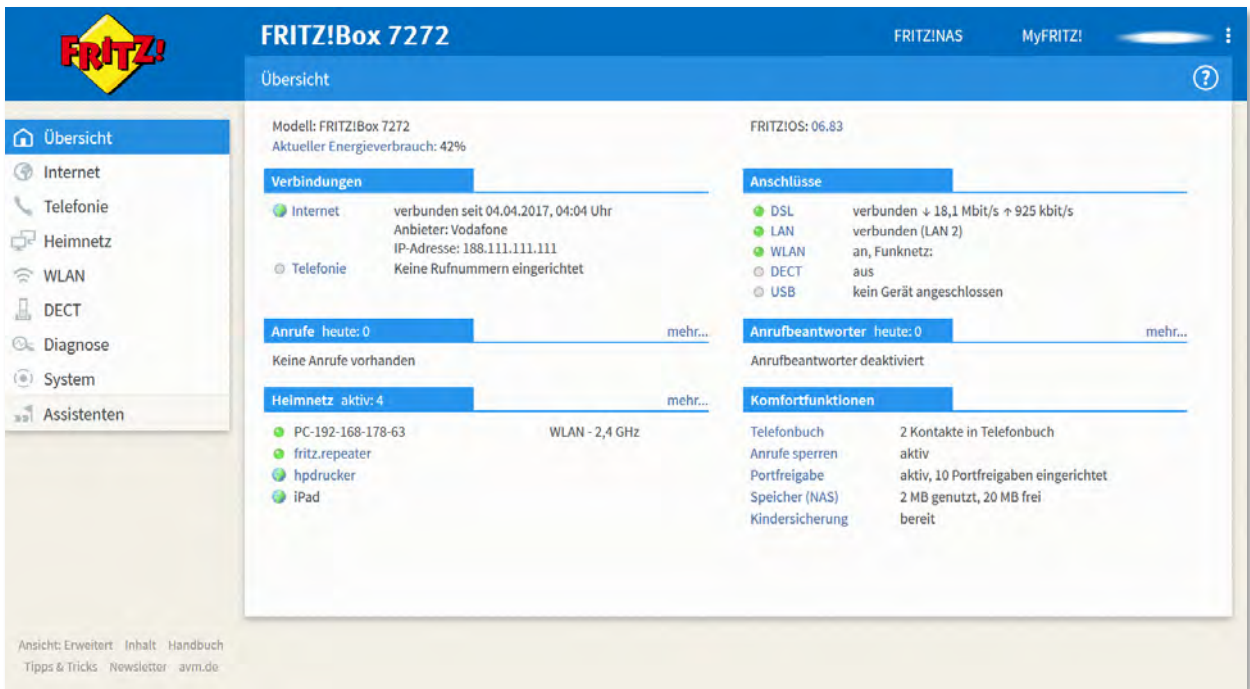 FRITZ!
FRITZ!Box 7272
FRITZ!NAS MyFRITZ!
Übersicht
?
Übersicht
Internet
Telefonie
Heimnetz
WLAN
DECT
Diagnose
System
Assistenten
Modell: FRITZ!Box 7272
Aktueller Energieverbrauch: 42%
FRITZ!OS: 06.83
Verbindungen
Internet verbunden seit 04.04.2017, 04:04 Uhr
Anbieter: Vodafone
IP-Adresse: 188.111.111.111
Telefonie Keine Rufnummern eingerichtet
Anschlüsse
DSL verbunden ↓ 18,1 Mbit/s ↑ 925 kbit/s
LAN verbunden (LAN 2)
WLAN an, Funknetz:
DECT aus
USB kein Gerät angeschlossen
Anrufe heute: 0 mehr...
Keine Anrufe vorhanden
Anrufbeantworter heute: 0 mehr...
Anrufbeantworter deaktiviert
Heimnetz aktiv: 4 mehr...
PC-192-168-178-63 WLAN - 2,4 GHz
fritz.repeater
hpdrucker
iPad
Komfortfunktionen
Telefonbuch 2 Kontakte in Telefonbuch
Anrufe sperren aktiv
Portfreigabe aktiv, 10 Portfreigaben eingerichtet
Speicher (NAS) 2 MB genutzt, 20 MB frei
Kindersicherung bereit
Ansicht: Erweitert Inhalt Handbuch
Tipps & Tricks Newsletter avm.de